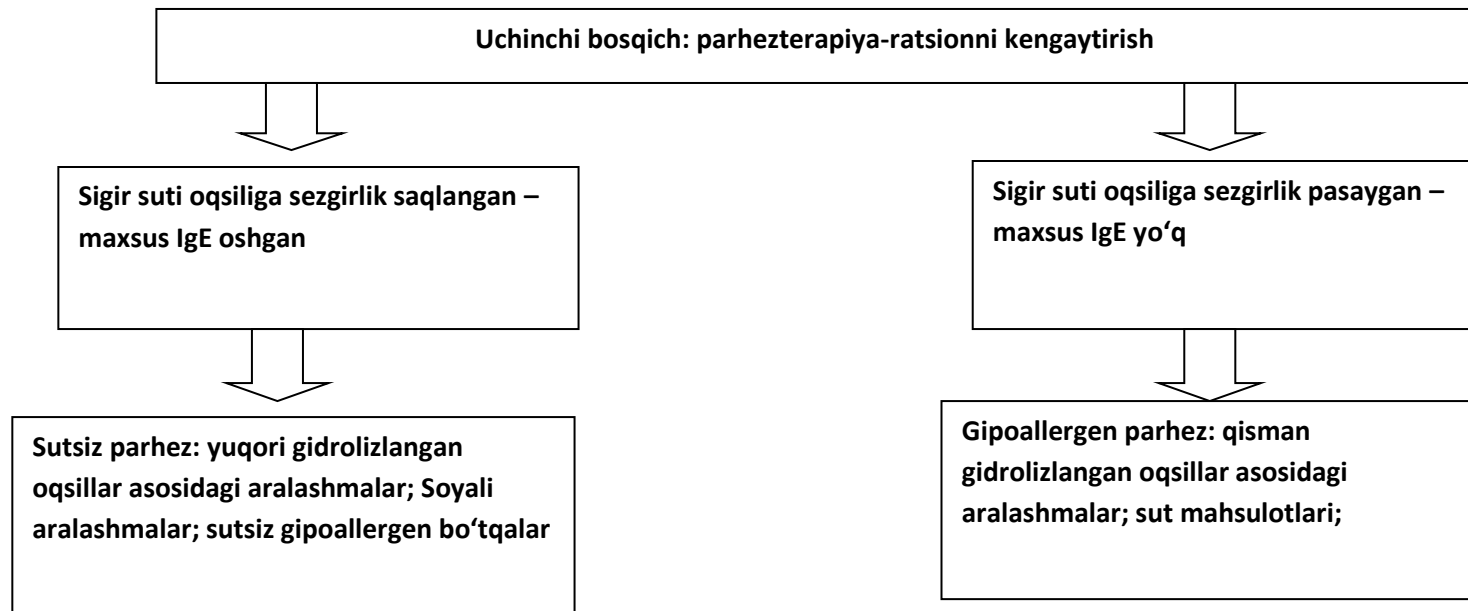 Uchinchi bosqich: parhezterapiya-ratsionni kengaytirish
Sigir suti oqsiliga sezgirlik saqlangan –
maxsus IgE oshgan
Sigir suti oqsiliga sezgirlik pasaygan –
maxsus IgE yo‘q
Sutsiz parhez: yuqori gidrolizlangan
oqsillar asosidagi aralashmalar; Soyali
aralashmalar; sutsiz gipoallergen bo‘tqalar
Gipoallergen parhez: qisman
gidrolizlangan oqsillar asosidagi
aralashmalar; sut mahsulotlari;